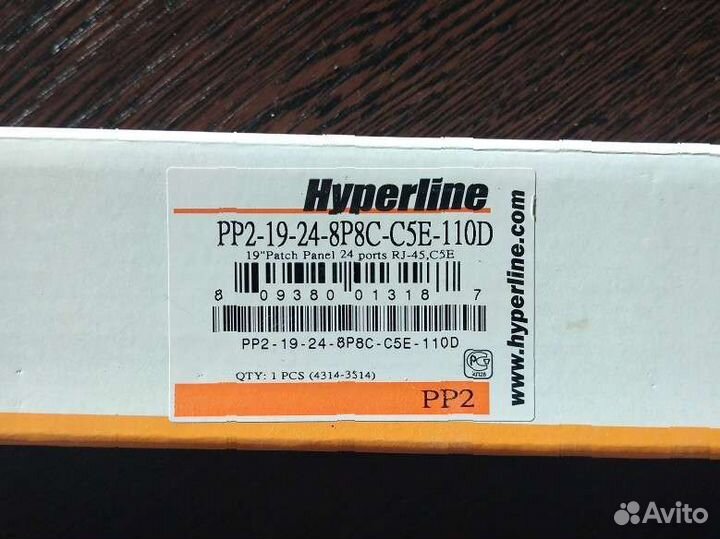 Hyperline
PP2-19-24-8P8C-C5E-110D
19"Patch Panel 24 ports RJ-45,C5E
8 09380 01318 7
PP2-19-24-8P8C-C5E-110D
QTY: 1 PCS (4314-3514)
PP2
www.hyperline.com
Avito